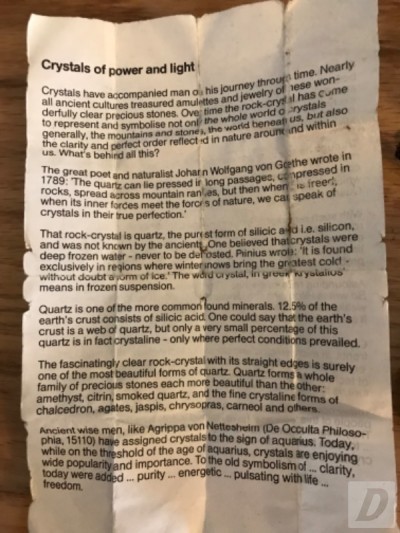 Crystals of power and light
Crystals have accompanied man on his journey through time. Nearly
all ancient cultures treasured amulettes and jewelry of these won-
derfully clear precious stones. Over time the rock-crystal has come
to represent and symbolise not only the whole world of crystals
generally, the mountains and stones, the world beneath us, but also
the clarity and perfect order reflected in nature around and within
us. What's behind all this?
The great poet and naturalist Johann Wolfgang von Goethe wrote in
1789: 'The quartz can lie pressed in long passages, compressed in
rocks, spread across mountain ranges, but then when is freed,
when its inner forces meet the forces of nature, we can speak of
crystals in their true perfection.'
That rock-crystal is quartz, the purest form of silicic acid i.e. silicon,
and was not known by the ancients. One believed that crystals were
deep frozen water - never to be defrosted. Plinius wrote: 'It is found
exclusively in regions where winter snows bring the greatest cold -
without doubt a form of ice.' The word crystal, in greek 'krystallos'
means in frozen suspension.
Quartz is one of the more common found minerals. 12.5% of the
earth's crust consists of silicic acid. One could say that the earth's
crust is a web of quartz, but only a very small percentage of this
quartz is in fact crystaline - only where perfect conditions prevailed.
The fascinatingly clear rock-crystal with its straight edges is surely
one of the most beautiful forms of quartz. Quartz forms a whole
family of precious stones each more beautiful than the other:
amethyst, citrin, smoked quartz, and the fine crystaline forms of
chalcedron, agates, jaspis, chrysopras, carneol and others.
Ancient wise men, like Agrippa von Nettesheim (De Occulta Philoso-
phia, 15110) have assigned crystals to the sign of aquarius. Today,
while on the threshold of the age of aquarius, crystals are enjoying
wide popularity and importance. To the old symbolism of ... clarity,
today were added ... purity ... energetic ... pulsating with life ...
freedom.
D